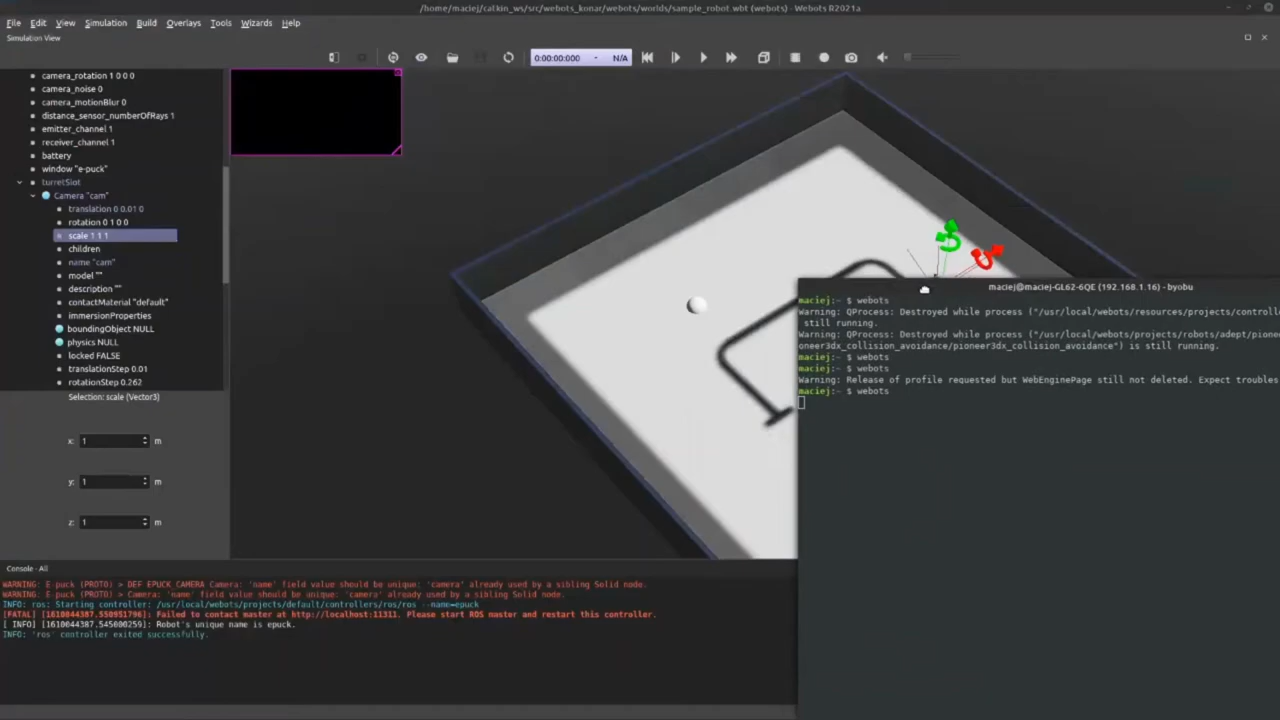 /home/maciej/catkin_ws/src/webots_konar/webots/worlds/sample_robot.wbt (webots) - Webots R2021a
File Edit View Simulation Build Overlays Tools Wizards Help
Simulation View
0:00:00:000 - N/A
camera_rotation 1 0 0 0
camera_noise 0
camera_motionBlur 0
distance_sensor_numberOfRays 1
emitter_channel 1
receiver_channel 1
battery
window "e-puck"
turretSlot
Camera "cam"
translation 0 0.01 0
rotation 0 1 0 0
scale 1 1 1
children
name "cam"
model ""
description ""
contactMaterial "default"
immersionProperties
boundingObject NULL
physics NULL
locked FALSE
translationStep 0.01
rotationStep 0.262
Selection: scale (Vector3)
x: 1 m
y: 1 m
z: 1 m
maciej@maciej-GL62-6QE (192.168.1.16) - byobu
maciej:~ $ webots
Warning: QProcess: Destroyed while process ("/usr/local/webots/resources/projects/controlle
still running.
Warning: QProcess: Destroyed while process ("/usr/local/webots/projects/robots/adept/pione
oneer3dx_collision_avoidance/pioneer3dx_collision_avoidance") is still running.
maciej:~ $ webots
maciej:~ $ webots
Warning: Release of profile requested but WebEnginePage still not deleted. Expect troubles
maciej:~ $ webots
Console - All
WARNING: E-puck (PROTO) > DEF EPUCK_CAMERA Camera: 'name' field value should be unique: 'camera' already used by a sibling Solid node.
WARNING: E-puck (PROTO) > Camera: 'name' field value should be unique: 'camera' already used by a sibling Solid node.
INFO: ros: Starting controller: /usr/local/webots/projects/default/controllers/ros/ros --name=epuck
[FATAL] [1610044387.550951796]: Failed to contact master at http://localhost:11311. Please start ROS master and restart this controller.
[ INFO] [1610044387.545000259]: Robot's unique name is epuck.
INFO: 'ros' controller exited successfully.